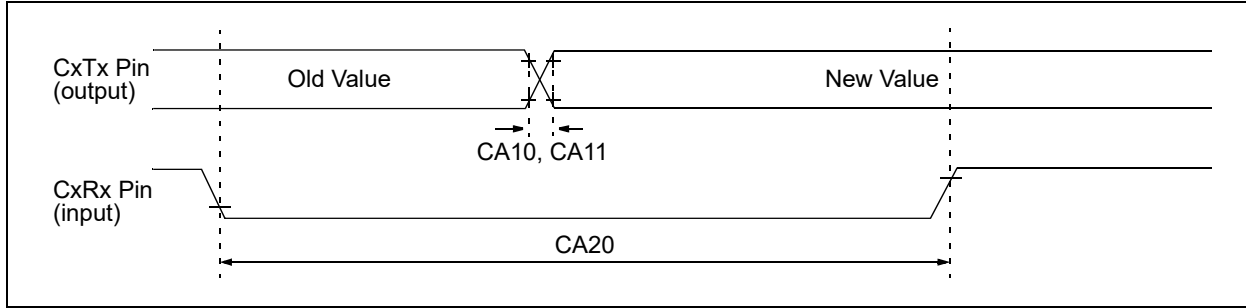 CxTx Pin
(output)
Old Value
New Value
CA10, CA11
CxRx Pin
(input)
CA20